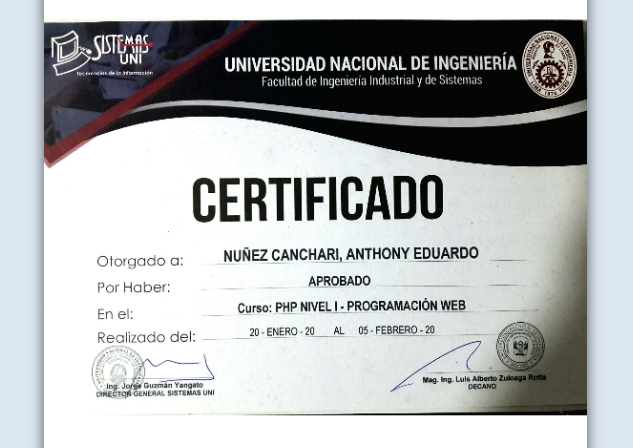 SISTEMAS
UNI
Tecnologías de la Información
UNIVERSIDAD NACIONAL DE INGENIERÍA
Facultad de Ingeniería Industrial y de Sistemas
CERTIFICADO
Otorgado a: NUÑEZ CANCHARI, ANTHONY EDUARDO
Por Haber: APROBADO
En el: Curso: PHP NIVEL I - PROGRAMACIÓN WEB
Realizado del: 20 - ENERO - 20 AL 05 - FEBRERO - 20
Ing. Jorge Guzmán Yangato
DIRECTOR GENERAL SISTEMAS UNI
Mag. Ing. Luis Alberto Zuloaga Rotta
DECANO